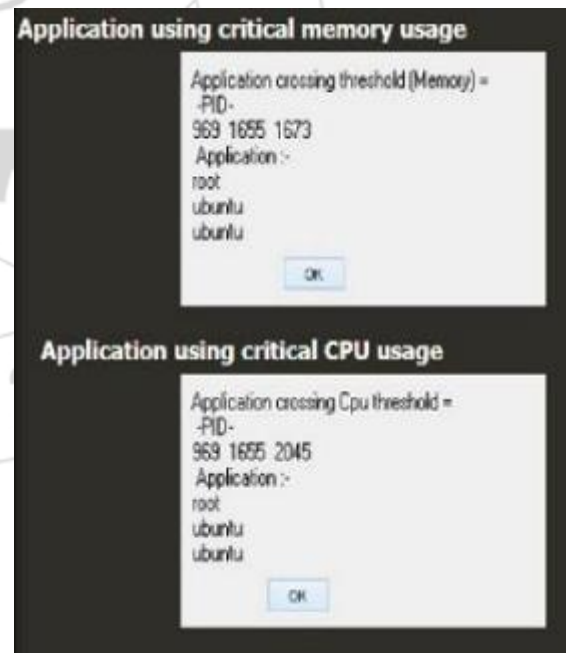 Application using critical memory usage
Application crossing threshold (Memory) =
-PID-
969 1655 1673
Application :-
root
ubuntu
ubuntu
OK
Application using critical CPU usage
Application crossing Cpu threshold =
-PID-
969 1655 2045
Application :-
root
ubuntu
ubuntu
OK